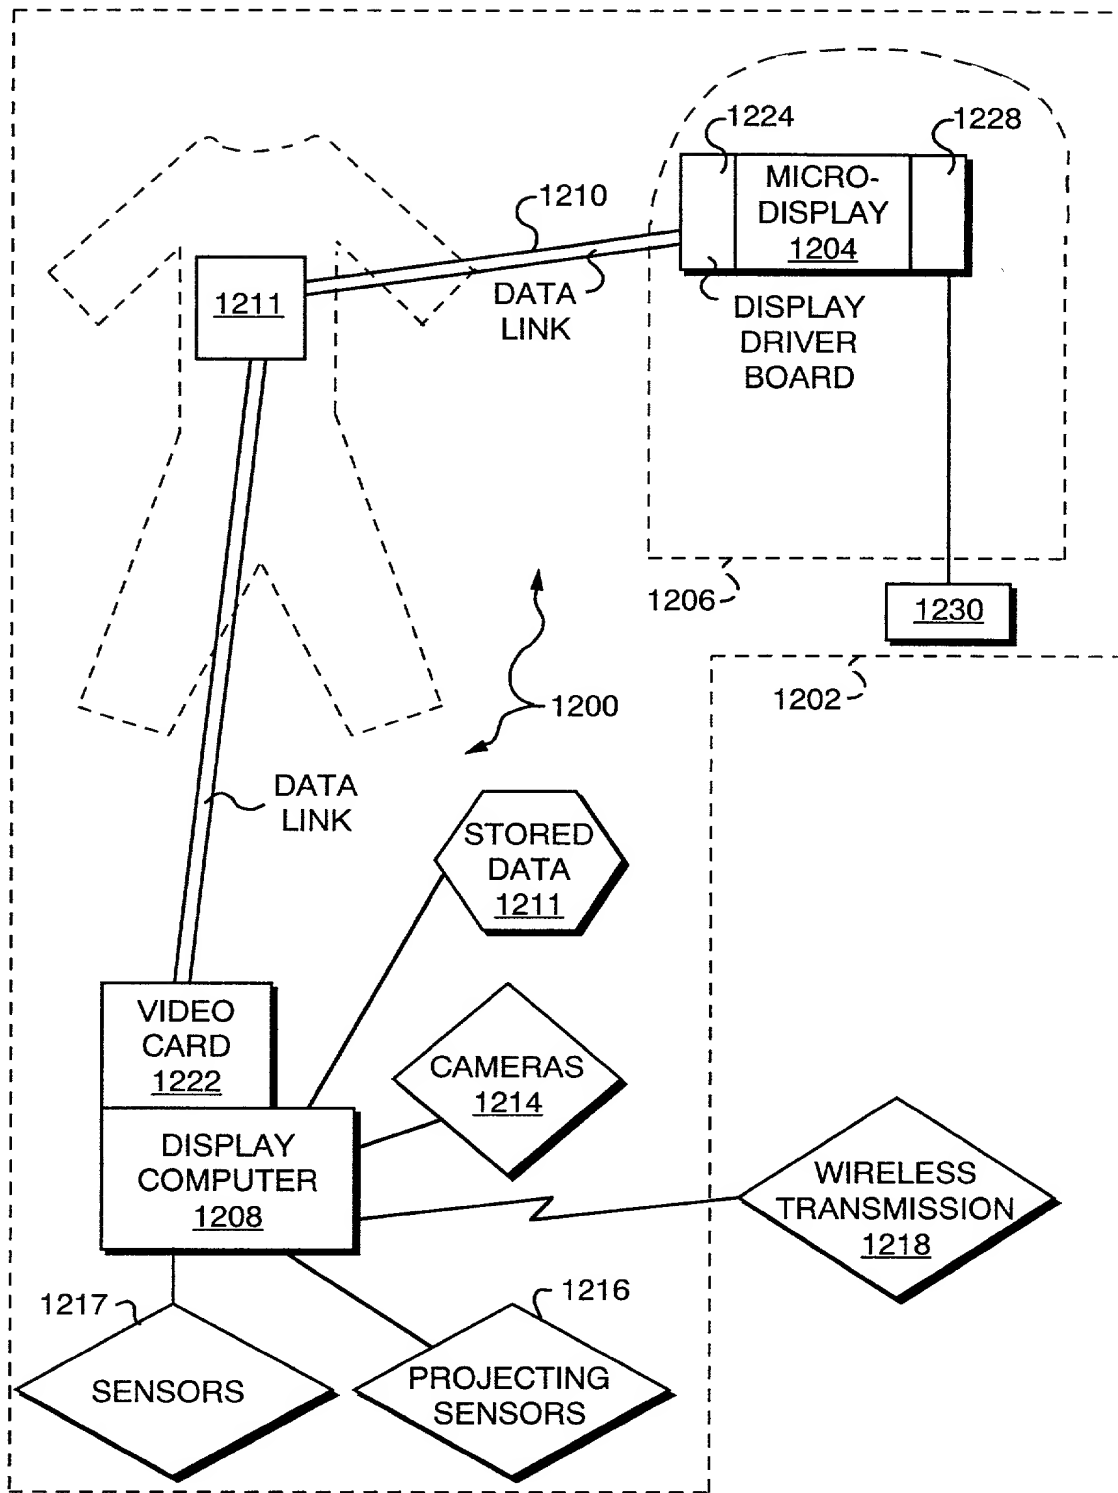 1224
1228
MICRO-
DISPLAY
1204
1210
1211
DATA
LINK
DISPLAY
DRIVER
BOARD
1206
1230
1202
1200
DATA
LINK
STORED
DATA
1211
VIDEO
CARD
1222
CAMERAS
1214
DISPLAY
COMPUTER
1208
WIRELESS
TRANSMISSION
1218
1217
1216
SENSORS
PROJECTING
SENSORS